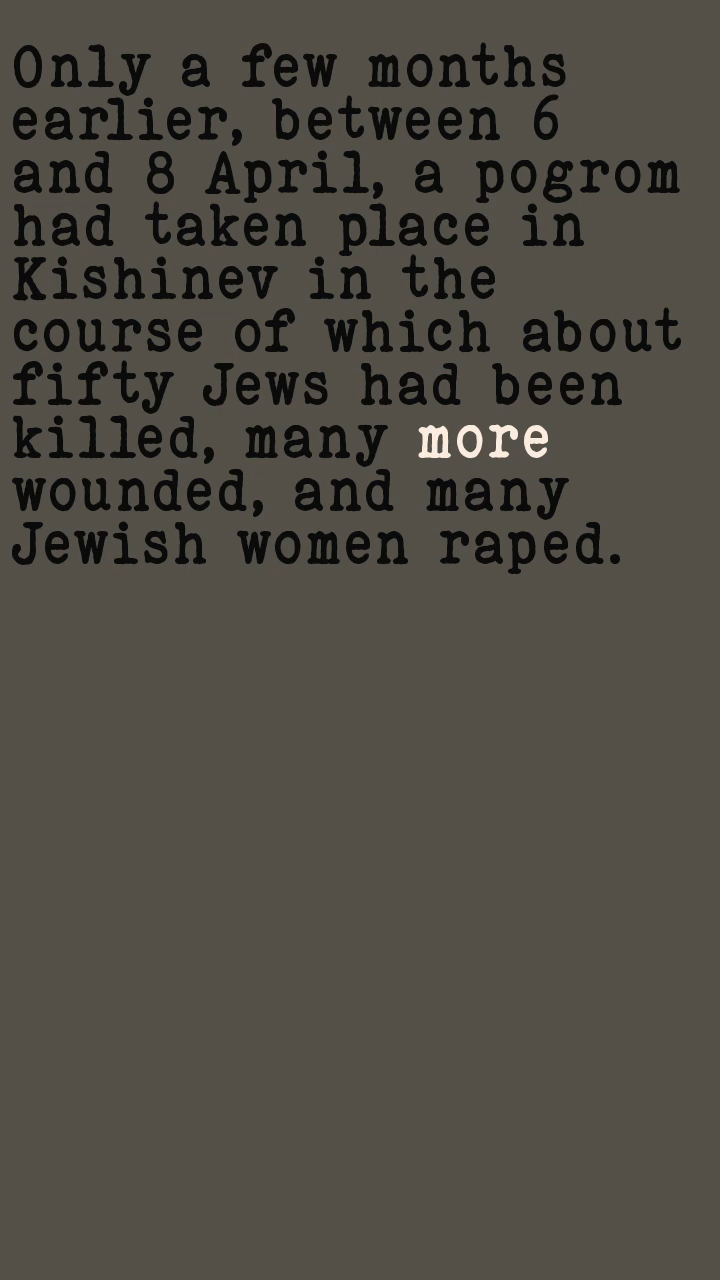 Only a few months
earlier, between 6
and 8 April, a pogrom
had taken place in
Kishinev in the
course of which about
fifty Jews had been
killed, many more
wounded, and many
Jewish women raped.